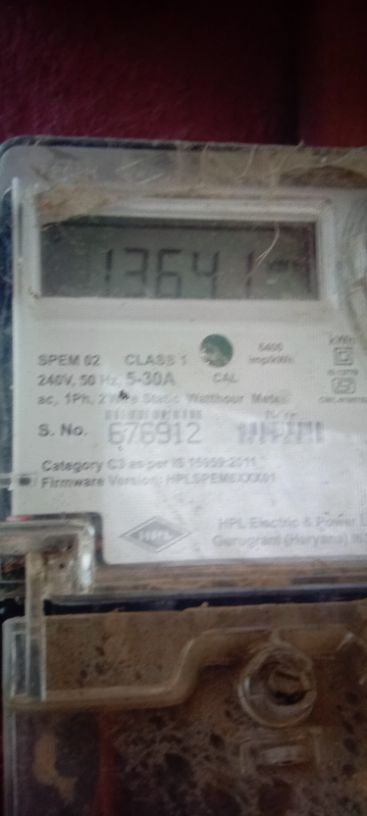 13641 kWh
SPEM 02 CLASS 1
6400 imp/kWh
kWh
240V, 50 Hz, 5-30A CAL
ac, 1Ph, 2 Wire Static Watthour Meter
S. No. 676912
Category C3 as per IS 15959:2011
Firmware Version:
HPL
HPL Electric & Power
Gurugram (Haryana)